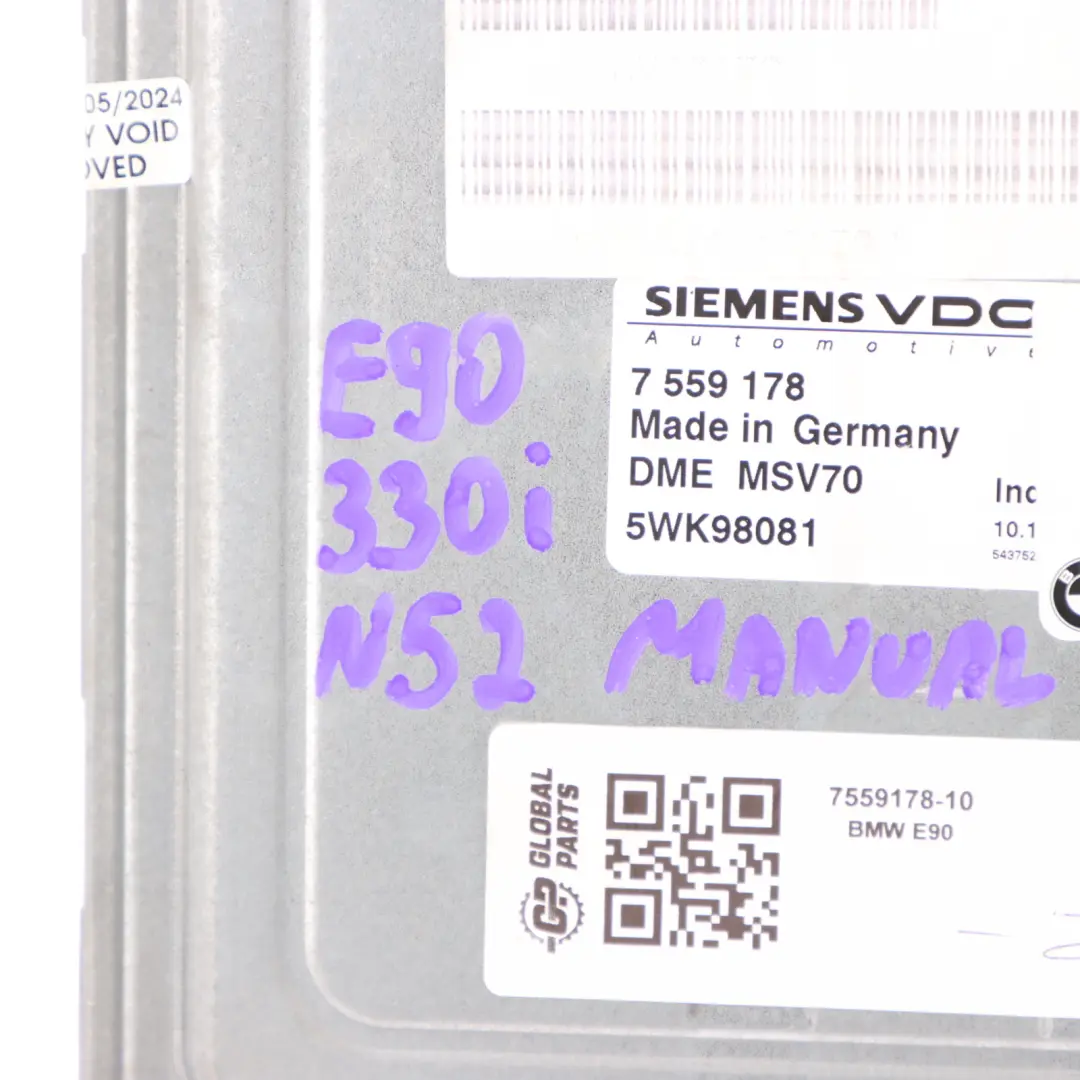 05/2024
Y VOID
OVED
SIEMENS VDO
Automotive
7 559 178
Made in Germany
DME MSV70
5WK98081
Ind
10.1
543752
E90
330i
N52 MANUAL
GLOBAL
PARTS
7559178-10
BMW E90